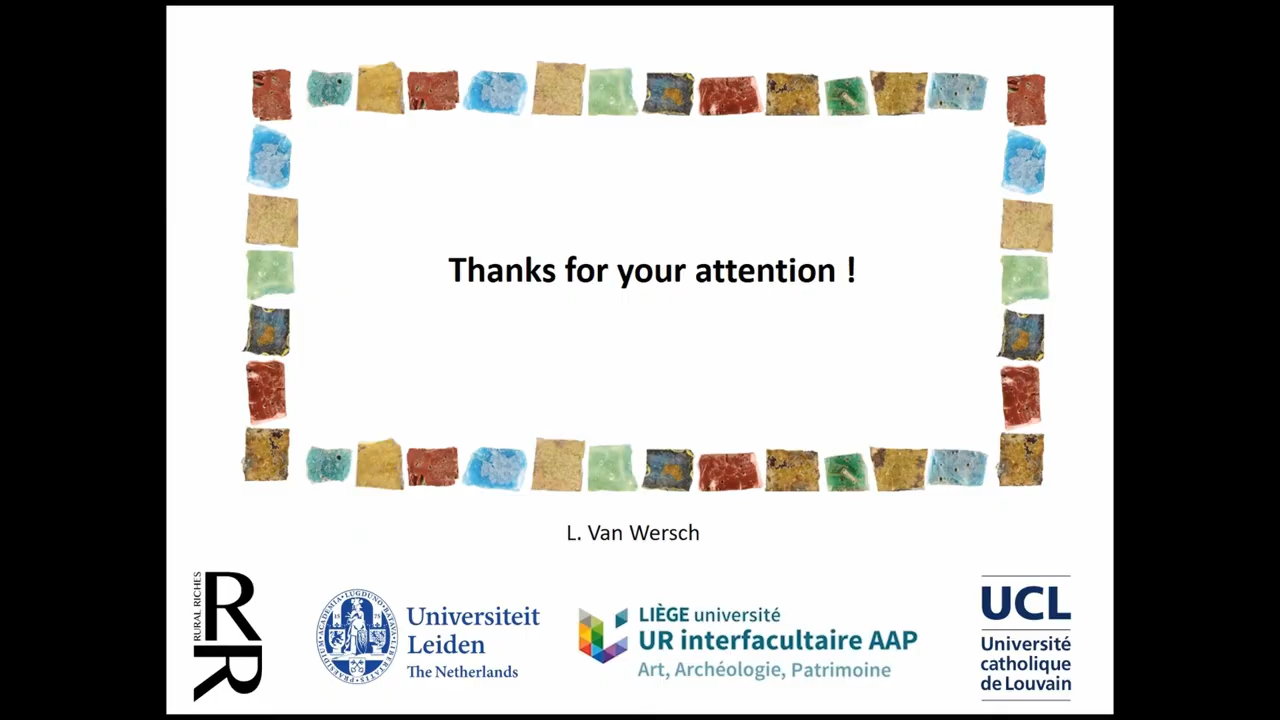 Thanks for your attention !
L. Van Wersch
RURAL RICHES
RR
Universiteit
Leiden
The Netherlands
LIÈGE université
UR interfacultaire AAP
Art, Archéologie, Patrimoine
UCL
Université
catholique
de Louvain